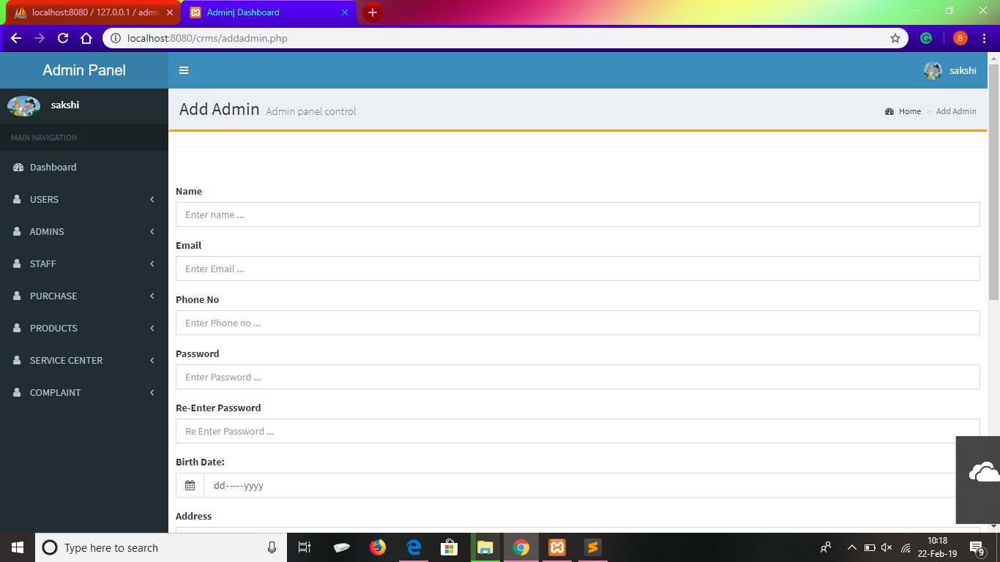 localhost:8080 / 127.0.0.1 / admi
Admin| Dashboard
localhost:8080/crms/addadmin.php
B
Admin Panel
sakshi
sakshi
Add Admin Admin panel control
Home > Add Admin
MAIN NAVIGATION
Dashboard
USERS
ADMINS
STAFF
PURCHASE
PRODUCTS
SERVICE CENTER
COMPLAINT
Name
Enter name ...
Email
Enter Email ...
Phone No
Enter Phone no ...
Password
Enter Password ...
Re-Enter Password
Re Enter Password ...
Birth Date:
dd-----yyyy
Address
Type here to search
10:18
22-Feb-19
9